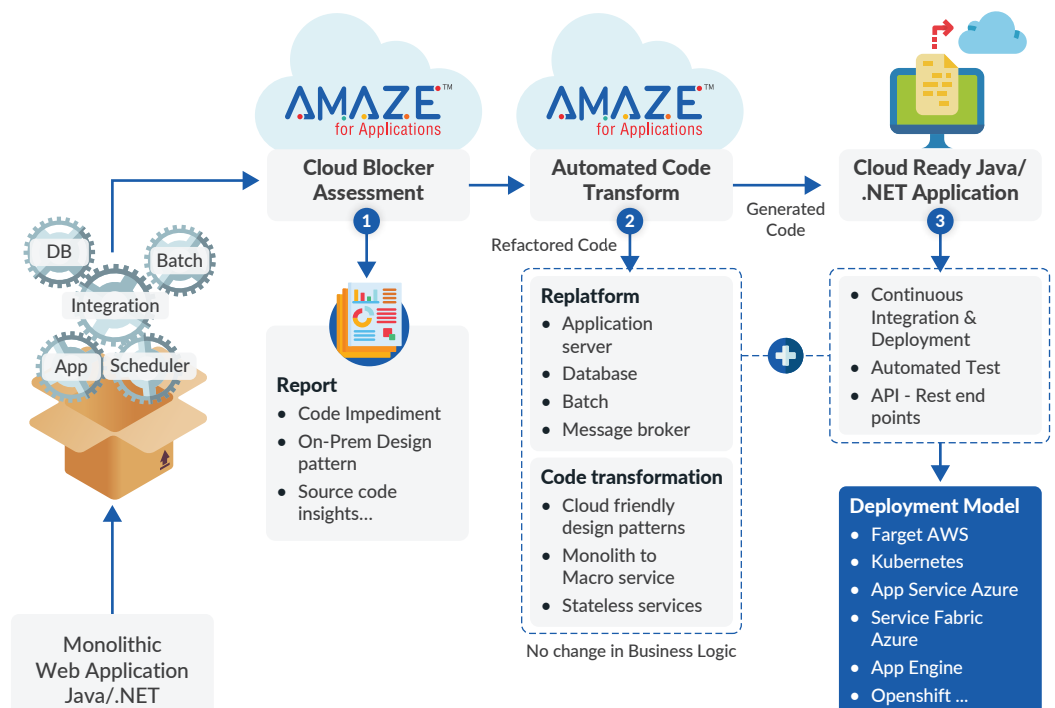 AMAZE™
for Applications
Cloud Blocker
Assessment
1
Report
• Code Impediment
• On-Prem Design
pattern
• Source code
insights...
DB
Batch
Integration
App
Scheduler
Monolithic
Web Application
Java/.NET
AMAZE™
for Applications
Automated Code
Transform
2
Refactored Code
Replatform
• Application
server
• Database
• Batch
• Message broker
Code transformation
• Cloud friendly
design patterns
• Monolith to
Macro service
• Stateless services
No change in Business Logic
Generated
Code
Cloud Ready Java/
.NET Application
3
• Continuous
Integration &
Deployment
• Automated Test
• API - Rest end
points
Deployment Model
• Farget AWS
• Kubernetes
• App Service Azure
• Service Fabric
Azure
• App Engine
• Openshift ...